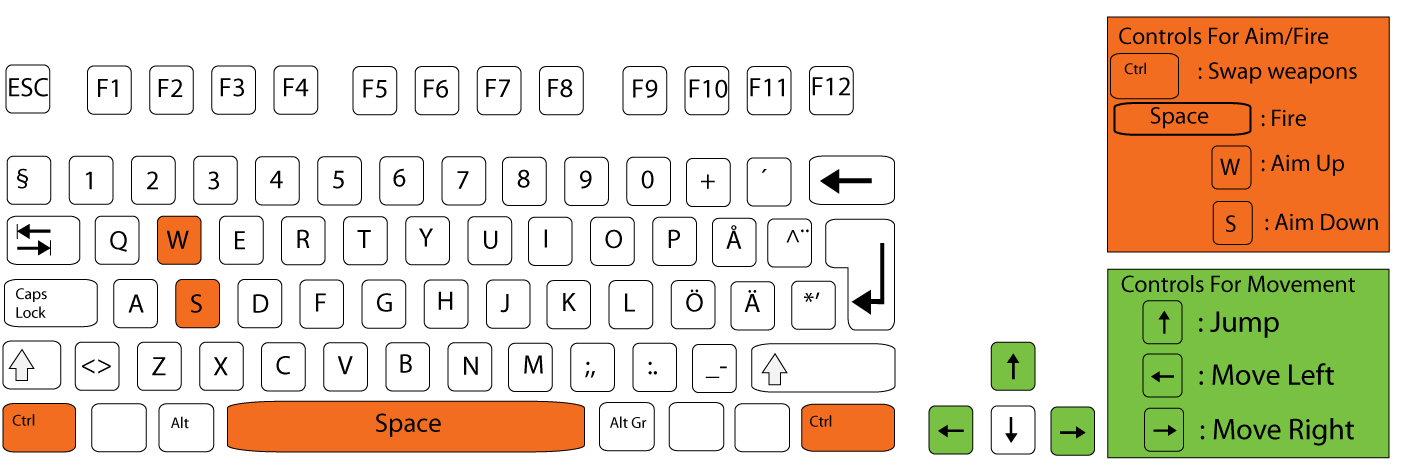 ESC F1 F2 F3 F4 F5 F6 F7 F8 F9 F10 F11 F12
§ 1 2 3 4 5 6 7 8 9 0 + ´
Q W E R T Y U I O P Å ^¨
Caps
Lock
A S D F G H J K L Ö Ä *'
<> Z X C V B N M ;, :. _-
Ctrl Alt Space Alt Gr Ctrl
Controls For Aim/Fire
Ctrl : Swap weapons
Space : Fire
W : Aim Up
S : Aim Down
Controls For Movement
↑ : Jump
← : Move Left
→ : Move Right